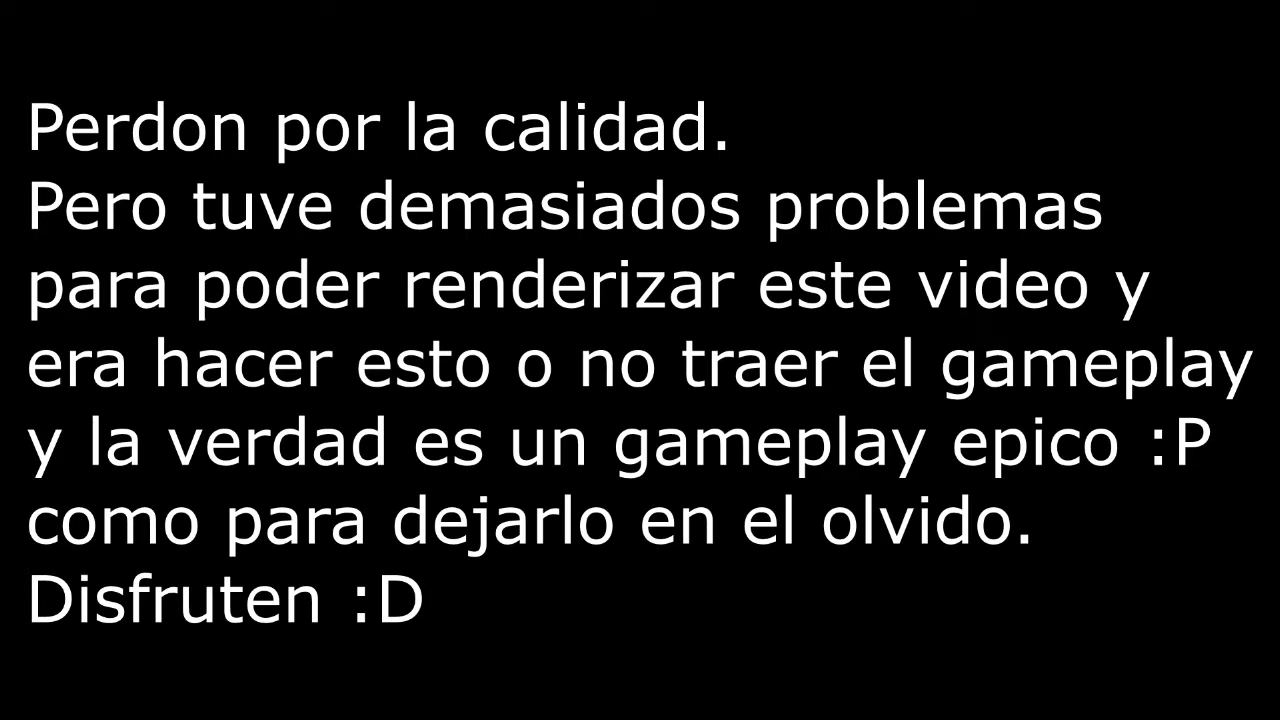 Perdon por la calidad.
Pero tuve demasiados problemas
para poder renderizar este video y
era hacer esto o no traer el gameplay
y la verdad es un gameplay epico :P
como para dejarlo en el olvido.
Disfruten :D